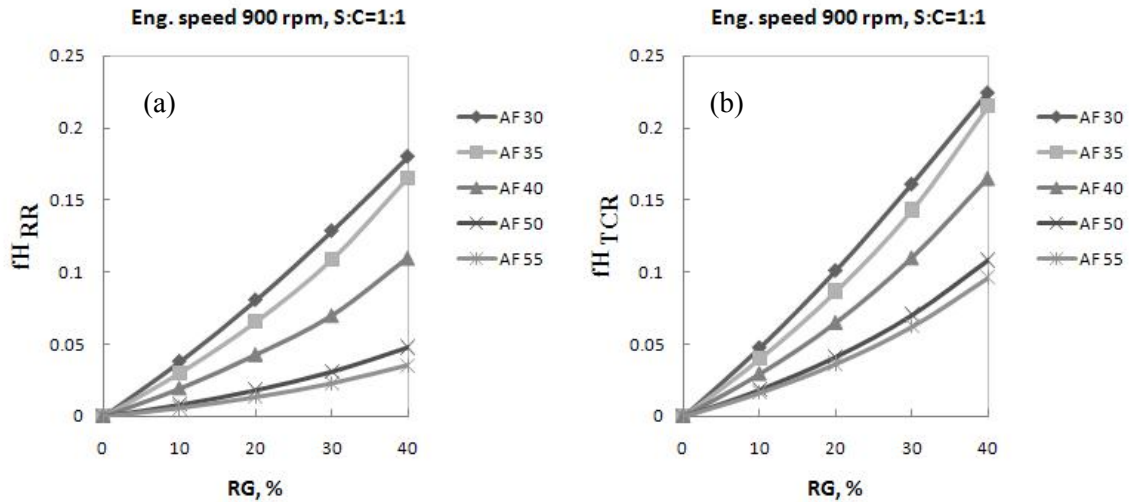 Eng. speed 900 rpm, S:C=1:1
(a)
fH RR
0.25
0.2
0.15
0.1
0.05
0
0 10 20 30 40
RG, %
AF 30
AF 35
AF 40
AF 50
AF 55
Eng. speed 900 rpm, S:C=1:1
(b)
fH TCR
0.25
0.2
0.15
0.1
0.05
0
0 10 20 30 40
RG, %
AF 30
AF 35
AF 40
AF 50
AF 55